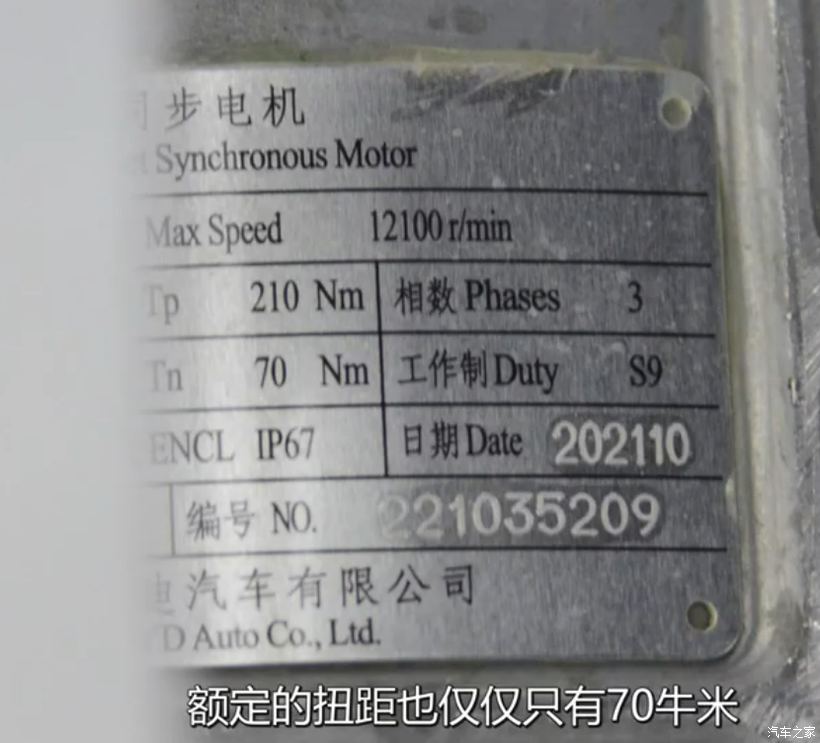 步电机
Synchronous Motor
Max Speed 12100 r/min
Tp 210 Nm 相数 Phases 3
Tn 70 Nm 工作制 Duty S9
ENCL IP67 日期 Date 202110
编号 NO. 221035209
迪汽车有限公司
D Auto Co., Ltd.
额定的扭距也仅仅只有70牛米
汽车之家